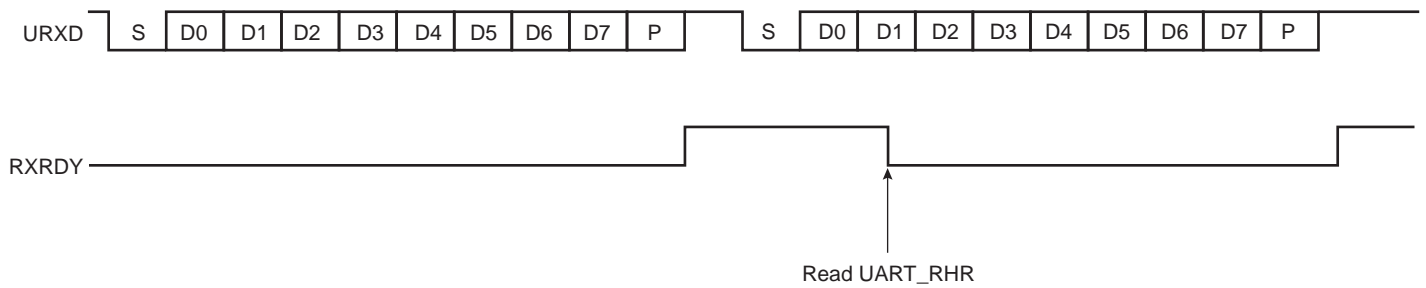 URXD S D0 D1 D2 D3 D4 D5 D6 D7 P S D0 D1 D2 D3 D4 D5 D6 D7 P
RXRDY
Read UART_RHR